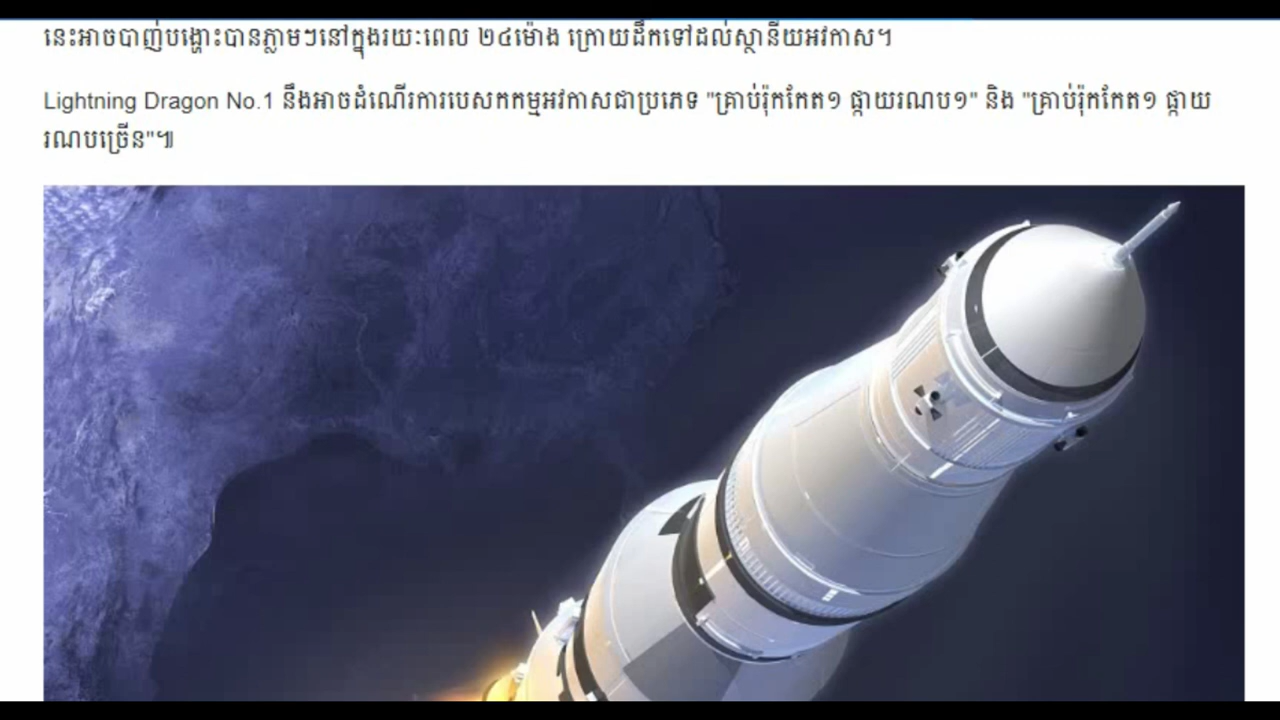 នេះអាចបាញ់បង្ហោះបានភ្លាមៗនៅក្នុងរយៈពេល ២៤ម៉ោង ក្រោយដឹកទៅដល់ស្ថានីយអវកាស។
Lightning Dragon No.1 នឹងអាចដំណើរការបេសកកម្មអវកាសជាប្រភេទ "គ្រាប់រ៉ុកកែត១ ផ្កាយរណប១" និង "គ្រាប់រ៉ុកកែត១ ផ្កាយ
រណបច្រើន"៕